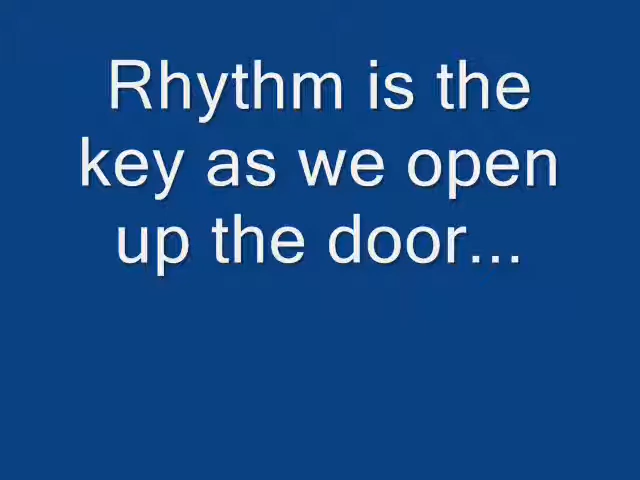 Rhythm is the
key as we open
up the door...